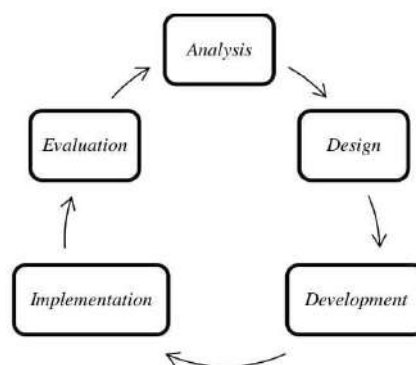 Analysis
Evaluation
Design
Implementation
Development